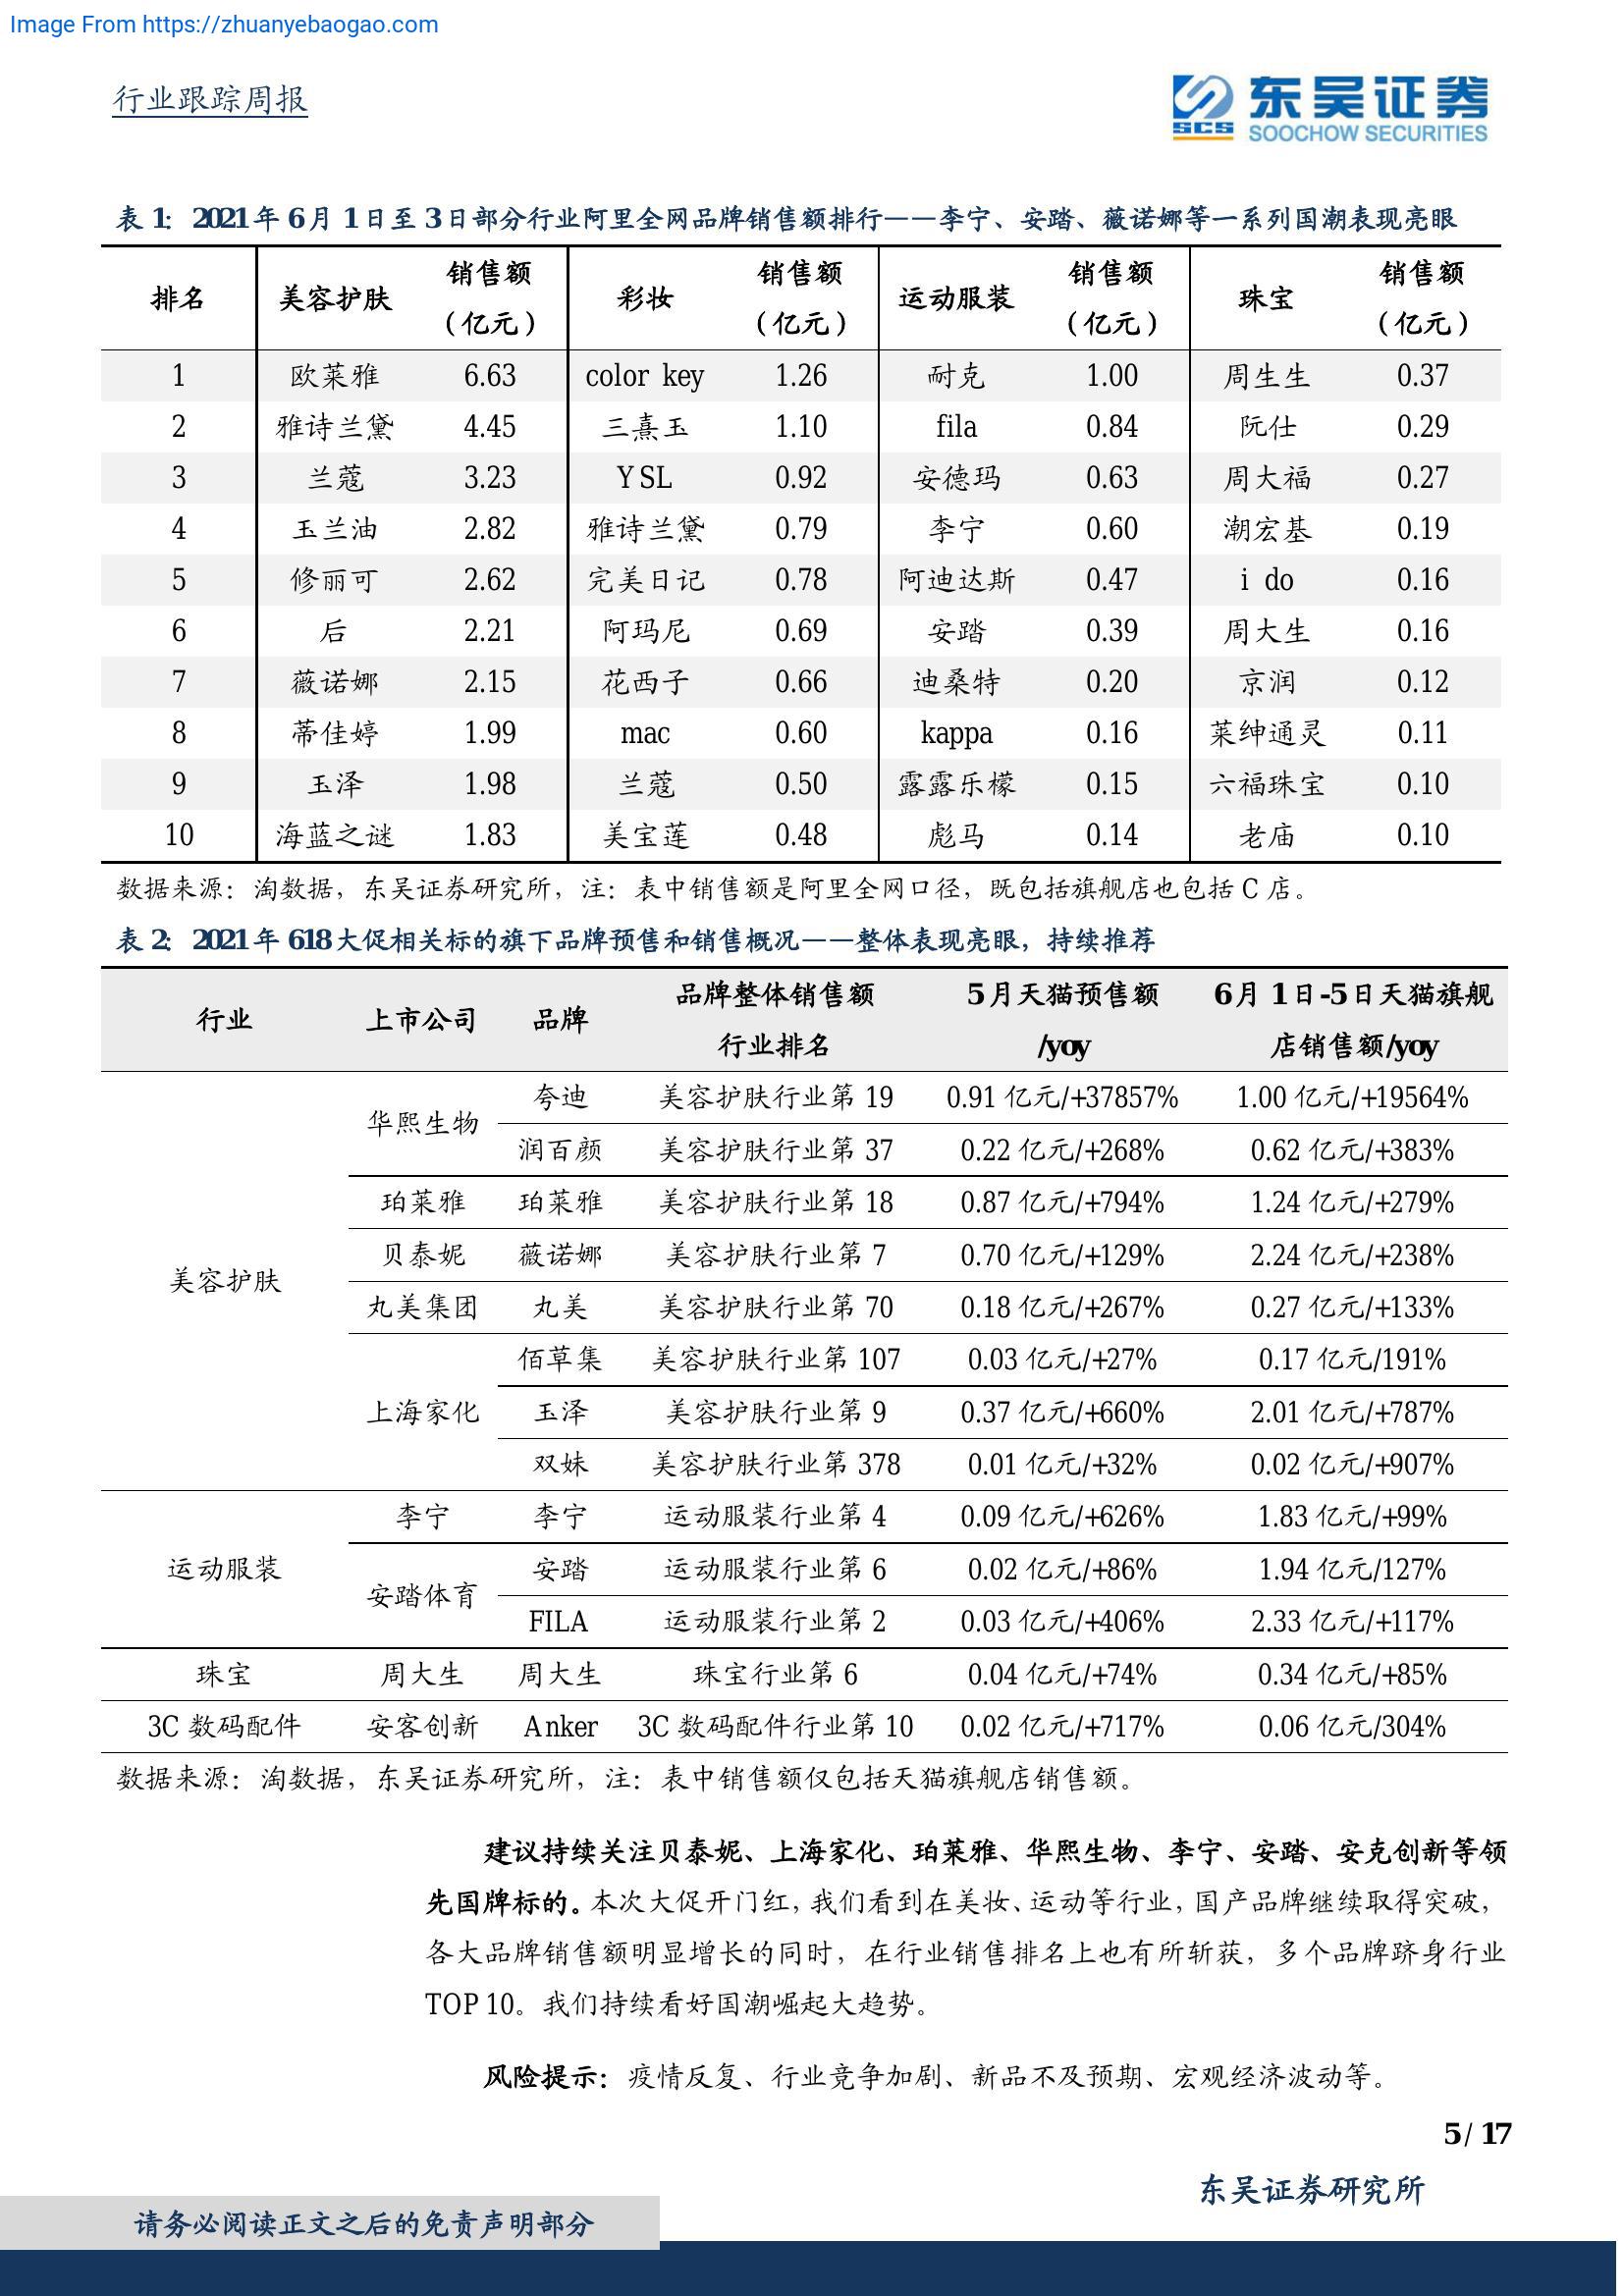 Image From https://zhuanyebaogao.com
行业跟踪周报
东吴证券
SCS SOOCHOW SECURITIES
表 1: 2021 年 6 月 1 日至 3 日部分行业阿里全网品牌销售额排行——李宁、安踏、薇诺娜等一系列国潮表现亮眼
排名 美容护肤 销售额（亿元） 彩妆 销售额（亿元） 运动服装 销售额（亿元） 珠宝 销售额（亿元）
1 欧莱雅 6.63 color key 1.26 耐克 1.00 周生生 0.37
2 雅诗兰黛 4.45 三熹玉 1.10 fila 0.84 阮仕 0.29
3 兰蔻 3.23 YSL 0.92 安德玛 0.63 周大福 0.27
4 玉兰油 2.82 雅诗兰黛 0.79 李宁 0.60 潮宏基 0.19
5 修丽可 2.62 完美日记 0.78 阿迪达斯 0.47 i do 0.16
6 后 2.21 阿玛尼 0.69 安踏 0.39 周大生 0.16
7 薇诺娜 2.15 花西子 0.66 迪桑特 0.20 京润 0.12
8 蒂佳婷 1.99 mac 0.60 kappa 0.16 莱绅通灵 0.11
9 玉泽 1.98 兰蔻 0.50 露露乐檬 0.15 六福珠宝 0.10
10 海蓝之谜 1.83 美宝莲 0.48 彪马 0.14 老庙 0.10
数据来源：淘数据，东吴证券研究所，注：表中销售额是阿里全网口径，既包括旗舰店也包括 C 店。
表 2: 2021 年 618 大促相关标的旗下品牌预售和销售概况——整体表现亮眼，持续推荐
行业 上市公司 品牌 品牌整体销售额行业排名 5 月天猫预售额/yoy 6 月 1 日-5 日天猫旗舰店销售额/yoy
美容护肤 华熙生物 夸迪 美容护肤行业第 19 0.91 亿元/+37857% 1.00 亿元/+19564%
润百颜 美容护肤行业第 37 0.22 亿元/+268% 0.62 亿元/+383%
珀莱雅 珀莱雅 美容护肤行业第 18 0.87 亿元/+794% 1.24 亿元/+279%
贝泰妮 薇诺娜 美容护肤行业第 7 0.70 亿元/+129% 2.24 亿元/+238%
丸美集团 丸美 美容护肤行业第 70 0.18 亿元/+267% 0.27 亿元/+133%
上海家化 佰草集 美容护肤行业第 107 0.03 亿元/+27% 0.17 亿元/191%
玉泽 美容护肤行业第 9 0.37 亿元/+660% 2.01 亿元/+787%
双妹 美容护肤行业第 378 0.01 亿元/+32% 0.02 亿元/+907%
运动服装 李宁 李宁 运动服装行业第 4 0.09 亿元/+626% 1.83 亿元/+99%
安踏体育 安踏 运动服装行业第 6 0.02 亿元/+86% 1.94 亿元/127%
FILA 运动服装行业第 2 0.03 亿元/+406% 2.33 亿元/+117%
珠宝 周大生 周大生 珠宝行业第 6 0.04 亿元/+74% 0.34 亿元/+85%
3C 数码配件 安客创新 Anker 3C 数码配件行业第 10 0.02 亿元/+717% 0.06 亿元/304%
数据来源：淘数据，东吴证券研究所，注：表中销售额仅包括天猫旗舰店销售额。
建议持续关注贝泰妮、上海家化、珀莱雅、华熙生物、李宁、安踏、安克创新等领
先国牌标的。本次大促开门红，我们看到在美妆、运动等行业，国产品牌继续取得突破，
各大品牌销售额明显增长的同时，在行业销售排名上也有所斩获，多个品牌跻身行业
TOP 10。我们持续看好国潮崛起大趋势。
风险提示：疫情反复、行业竞争加剧、新品不及预期、宏观经济波动等。
5 / 17
东吴证券研究所
请务必阅读正文之后的免责声明部分